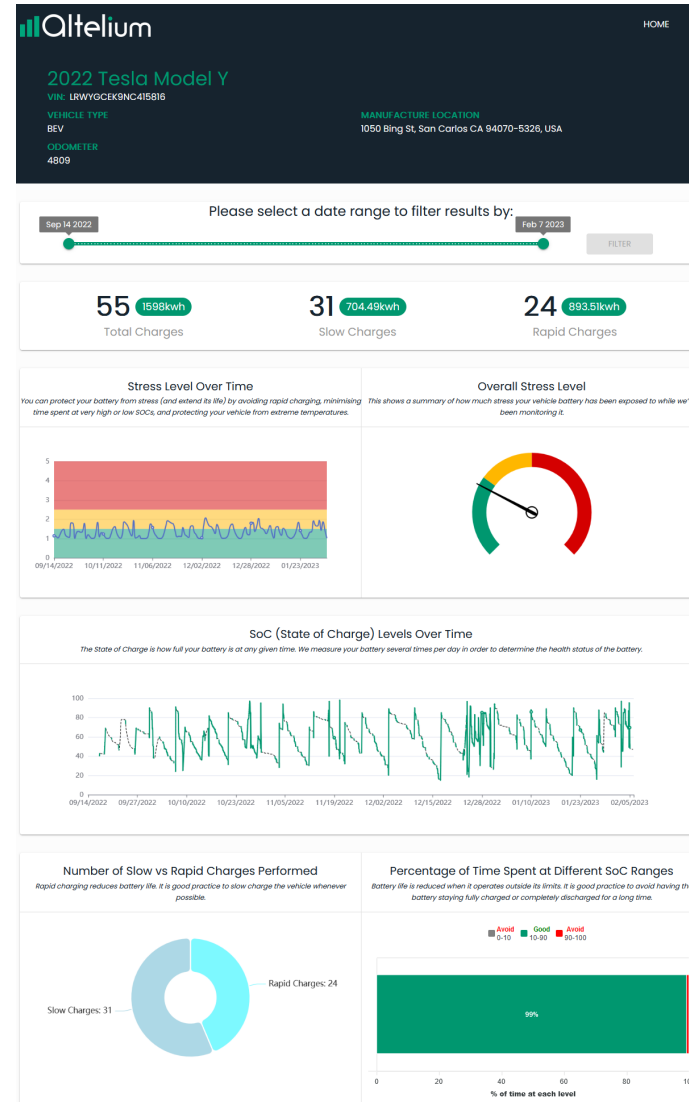 altelium
HOME
2022 Tesla Model Y
VIN: LRWYGCEK9NC415816
VEHICLE TYPE
BEV
MANUFACTURE LOCATION
1050 Bing St, San Carlos CA 94070-5326, USA
ODOMETER
4809
Please select a date range to filter results by:
Sep 14 2022
Feb 7 2023
FILTER
55 1598kwh
Total Charges
31 704.49kwh
Slow Charges
24 893.51kwh
Rapid Charges
Stress Level Over Time
You can protect your battery from stress (and extend its life) by avoiding rapid charging, minimising
time spent at very high or low SOCs, and protecting your vehicle from extreme temperatures.
Overall Stress Level
This shows a summary of how much stress your vehicle battery has been exposed to while we'
been monitoring it.
5
4
3
2
1
0
09/14/2022 10/11/2022 11/06/2022 12/02/2022 12/28/2022 01/23/2023
SoC (State of Charge) Levels Over Time
The State of Charge is how full your battery is at any given time. We measure your battery several times per day in order to determine the health status of the battery.
100
80
60
40
20
0
09/14/2022 09/27/2022 10/10/2022 10/23/2022 11/05/2022 11/19/2022 12/02/2022 12/15/2022 12/28/2022 01/10/2023 01/23/2023 02/05/2023
Number of Slow vs Rapid Charges Performed
Rapid charging reduces battery life. It is good practice to slow charge the vehicle whenever
possible.
Rapid Charges: 24
Slow Charges: 31
Percentage of Time Spent at Different SoC Ranges
Battery life is reduced when it operates outside its limits. It is good practice to avoid having th
battery staying fully charged or completely discharged for a long time.
Avoid Good Avoid
0-10 10-90 90-100
99%
0 20 40 60 80 10
% of time at each level